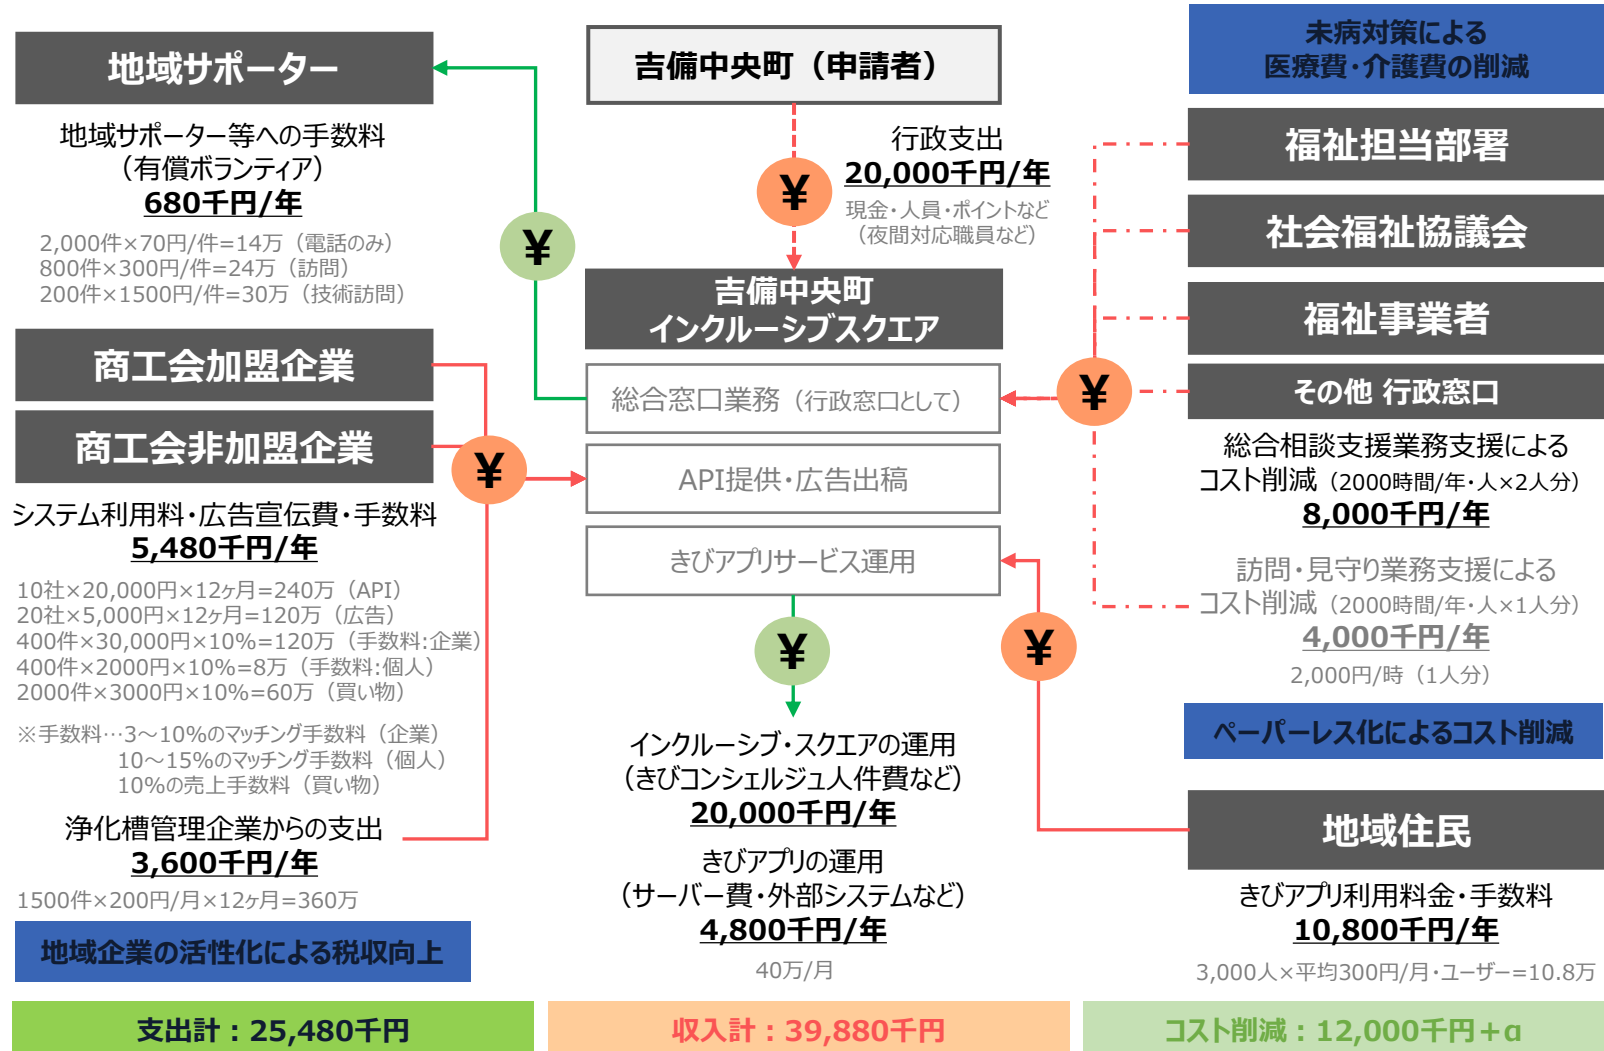 地域サポーター
地域サポーター等への手数料
（有償ボランティア）
680千円/年
2,000件×70円/件=14万（電話のみ）
800件×300円/件=24万（訪問）
200件×1500円/件=30万（技術訪問）
商工会加盟企業
商工会非加盟企業
システム利用料・広告宣伝費・手数料
5,480千円/年
10社×20,000円×12ヶ月=240万（API）
20社×5,000円×12ヶ月=120万（広告）
400件×30,000円×10%=120万（手数料:企業）
400件×2000円×10%=8万（手数料:個人）
2000件×3000円×10%=60万（買い物）
※手数料…3～10%のマッチング手数料（企業）
10～15%のマッチング手数料（個人）
10%の売上手数料（買い物）
浄化槽管理企業からの支出
3,600千円/年
1500件×200円/月×12ヶ月=360万
地域企業の活性化による税収向上
¥
¥
吉備中央町（申請者）
¥
行政支出
20,000千円/年
現金・人員・ポイントなど
（夜間対応職員など）
吉備中央町
インクルーシブスクエア
総合窓口業務（行政窓口として）
API提供・広告出稿
きびアプリサービス運用
¥
インクルーシブ・スクエアの運用
（きびコンシェルジュ人件費など）
20,000千円/年
きびアプリの運用
（サーバー費・外部システムなど）
4,800千円/年
40万/月
¥
¥
未病対策による
医療費・介護費の削減
福祉担当部署
社会福祉協議会
福祉事業者
その他 行政窓口
総合相談支援業務支援による
コスト削減（2000時間/年・人×2人分）
8,000千円/年
訪問・見守り業務支援による
コスト削減（2000時間/年・人×1人分）
4,000千円/年
2,000円/時（1人分）
ペーパーレス化によるコスト削減
地域住民
きびアプリ利用料金・手数料
10,800千円/年
3,000人×平均300円/月・ユーザー=10.8万
支出計：25,480千円
収入計：39,880千円
コスト削減：12,000千円+α